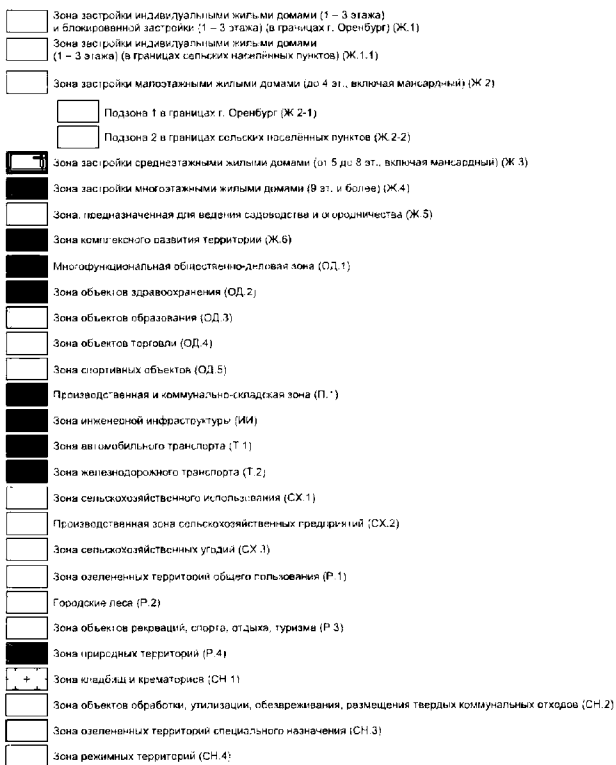 Зона застройки индивидуальными жилыми домами (1 – 3 этажа)
и блокированной застройки (1 – 3 этажа) (в границах г. Оренбург) (Ж.1)
Зона застройки индивидуальными жилыми домами
(1 – 3 этажа) (в границах сельских населённых пунктов) (Ж.1.1)
Зона застройки малоэтажными жилыми домами (до 4 эт., включая мансардный) (Ж.2)
Подзона 1 в границах г. Оренбург (Ж.2-1)
Подзона 2 в границах сельских населённых пунктов (Ж.2-2)
Зона застройки среднеэтажными жилыми домами (от 5 до 8 эт., включая мансардный) (Ж.3)
Зона застройки многоэтажными жилыми домами (9 эт. и более) (Ж.4)
Зона, предназначенная для ведения садоводства и огородничества (Ж.5)
Зона комплексного развития территории (Ж.6)
Многофункциональная общественно-деловая зона (ОД.1)
Зона объектов здравоохранения (ОД.2)
Зона объектов образования (ОД.3)
Зона объектов торговли (ОД.4)
Зона спортивных объектов (ОД.5)
Производственная и коммунально-складская зона (П.1)
Зона инженерной инфраструктуры (ИИ)
Зона автомобильного транспорта (Т.1)
Зона железнодорожного транспорта (Т.2)
Зона сельскохозяйственного использования (СХ.1)
Производственная зона сельскохозяйственных предприятий (СХ.2)
Зона сельскохозяйственных угодий (СХ.3)
Зона озелененных территорий общего пользования (Р.1)
Городские леса (Р.2)
Зона объектов рекреаций, спорта, отдыха, туризма (Р.3)
Зона природных территорий (Р.4)
Зона кладбищ и крематориев (СН.1)
Зона объектов обработки, утилизации, обезвреживания, размещения твердых коммунальных отходов (СН.2)
Зона озелененных территорий специального назначения (СН.3)
Зона режимных территорий (СН.4)